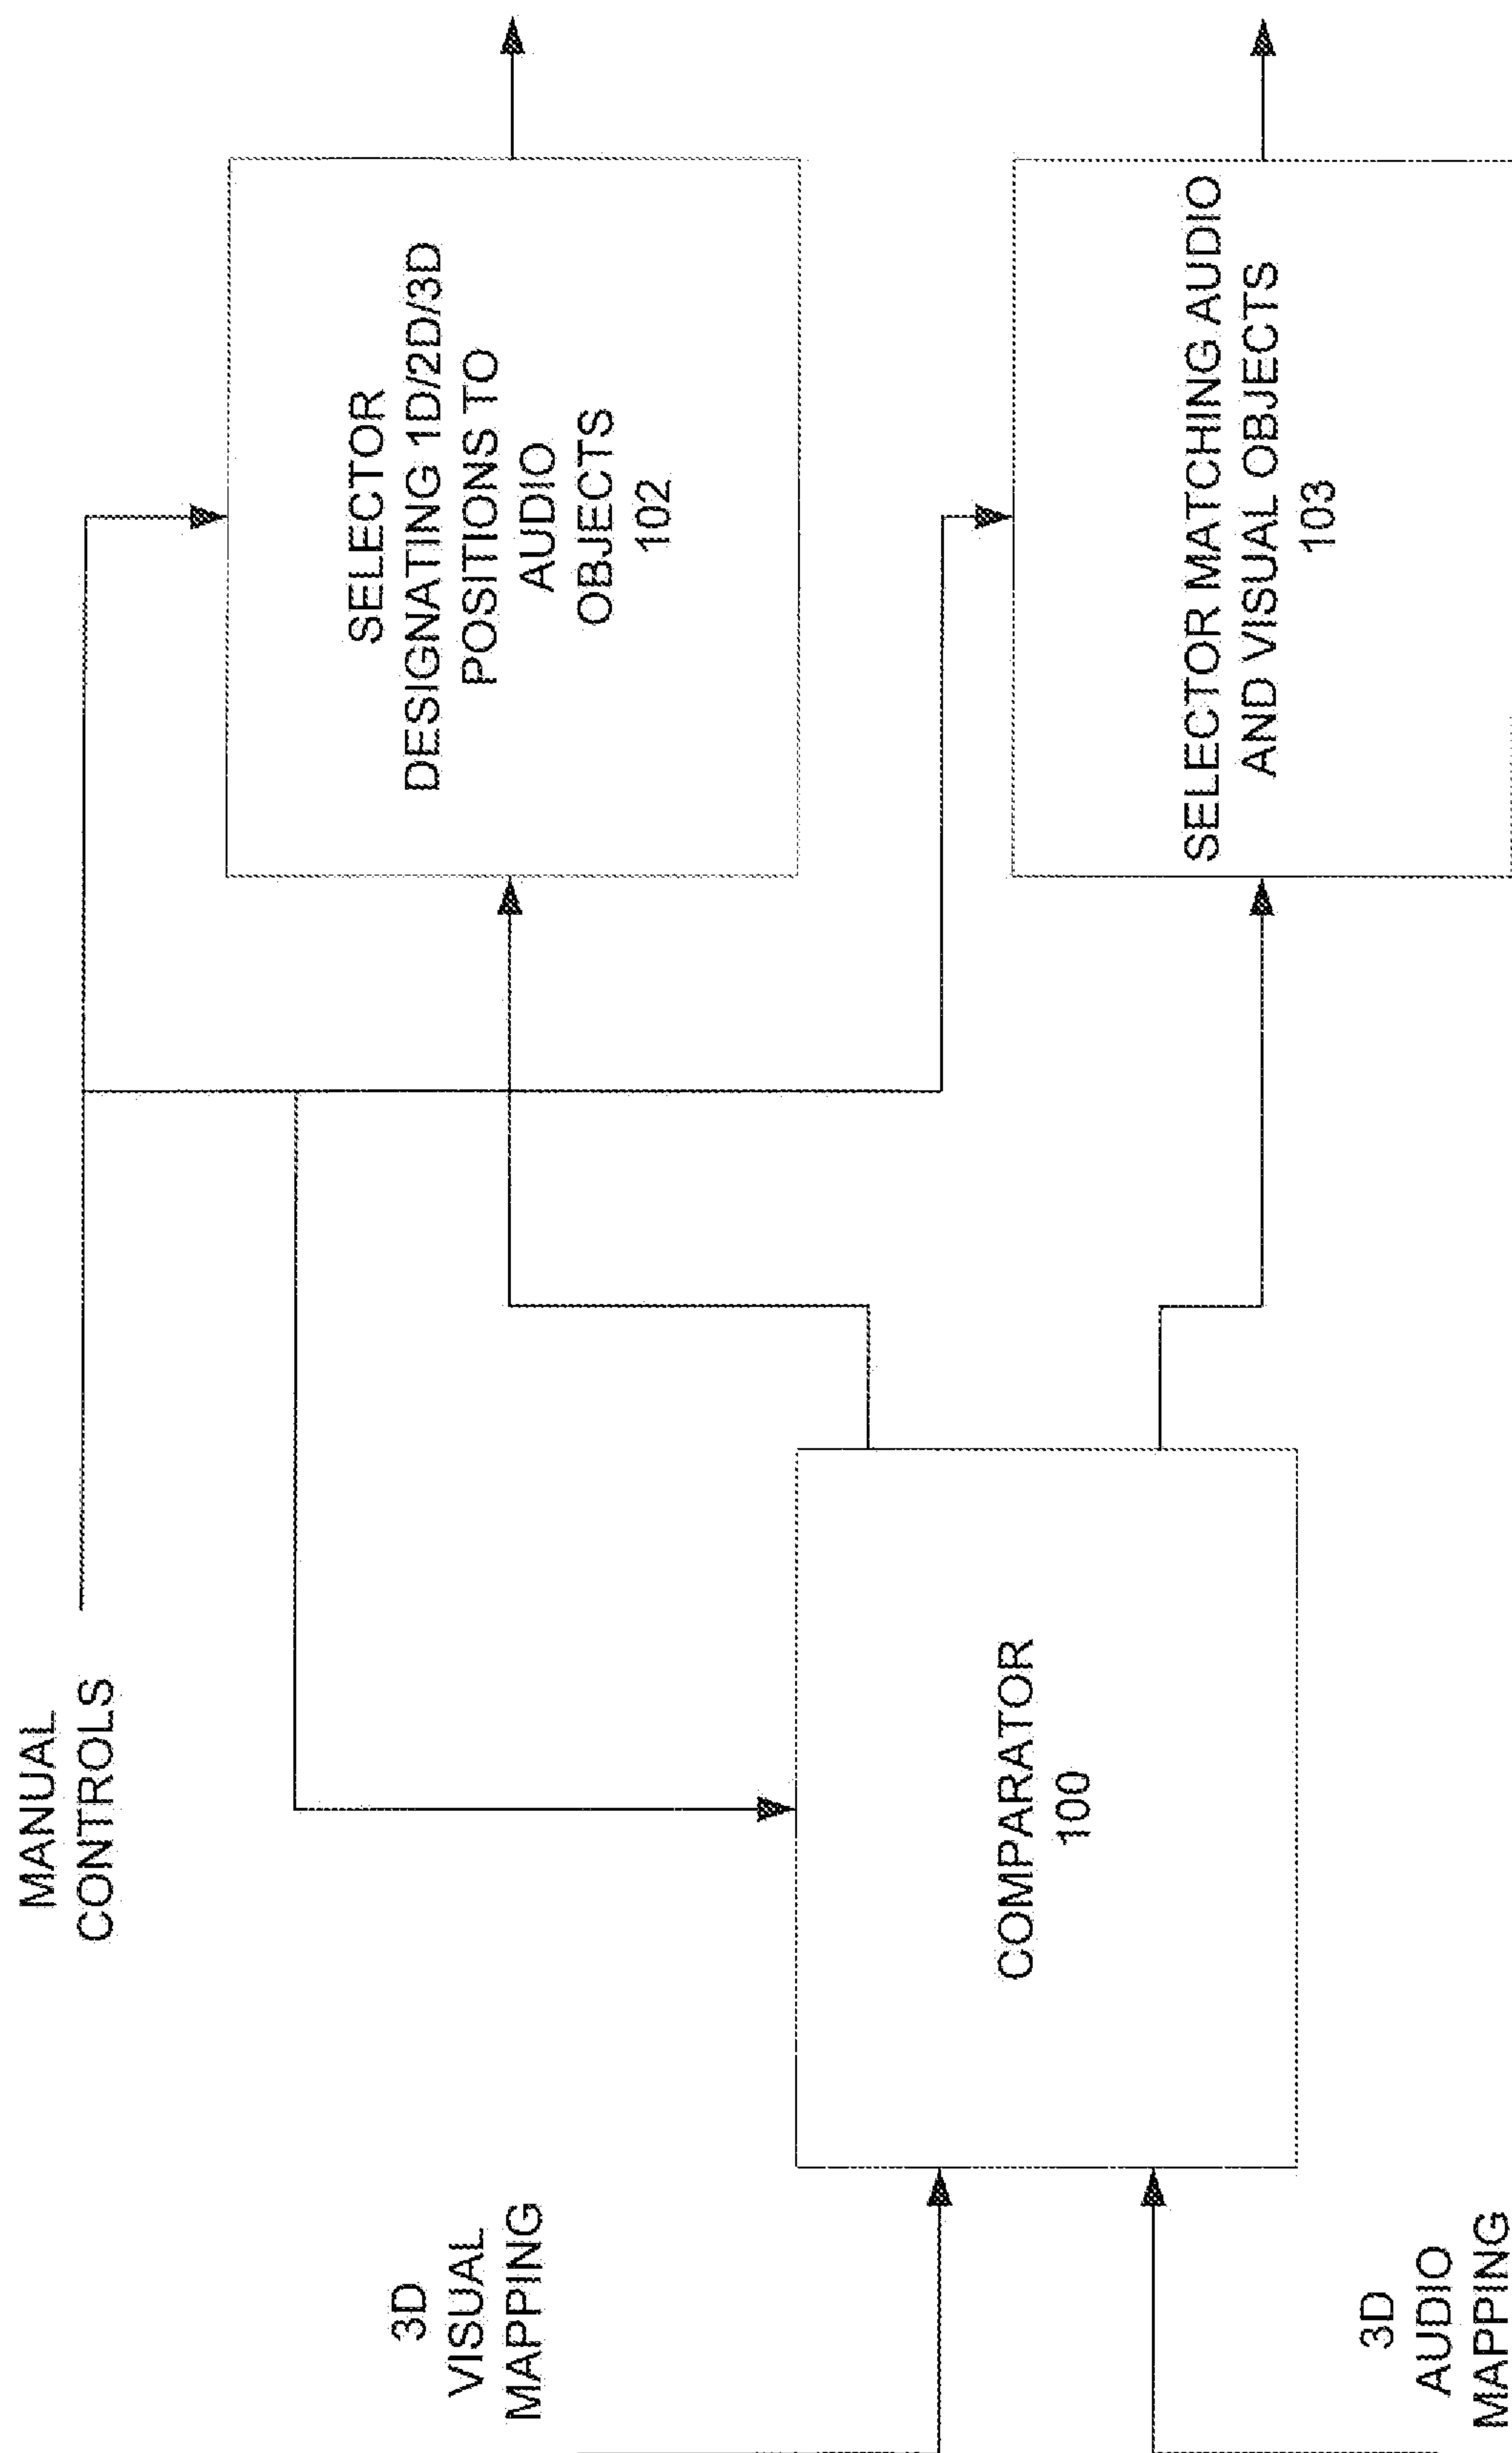 MANUAL
CONTROLS
3D
VISUAL
MAPPING
3D
AUDIO
MAPPING
COMPARATOR
100
SELECTOR
DESIGNATING 1D/2D/3D
POSITIONS TO
AUDIO
OBJECTS
102
SELECTOR MATCHING AUDIO
AND VISUAL OBJECTS
103